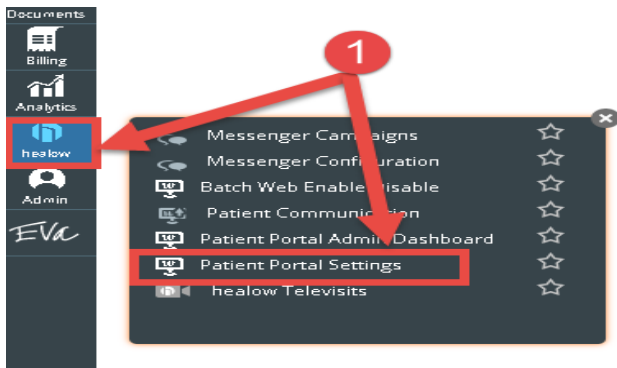 Documents
Billing
Analytics
healow
Admin
EVa
1
Messenger Campaigns
Messenger Configuration
Batch Web Enable Disable
Patient Communication
Patient Portal Admin Dashboard
Patient Portal Settings
healow Televisits